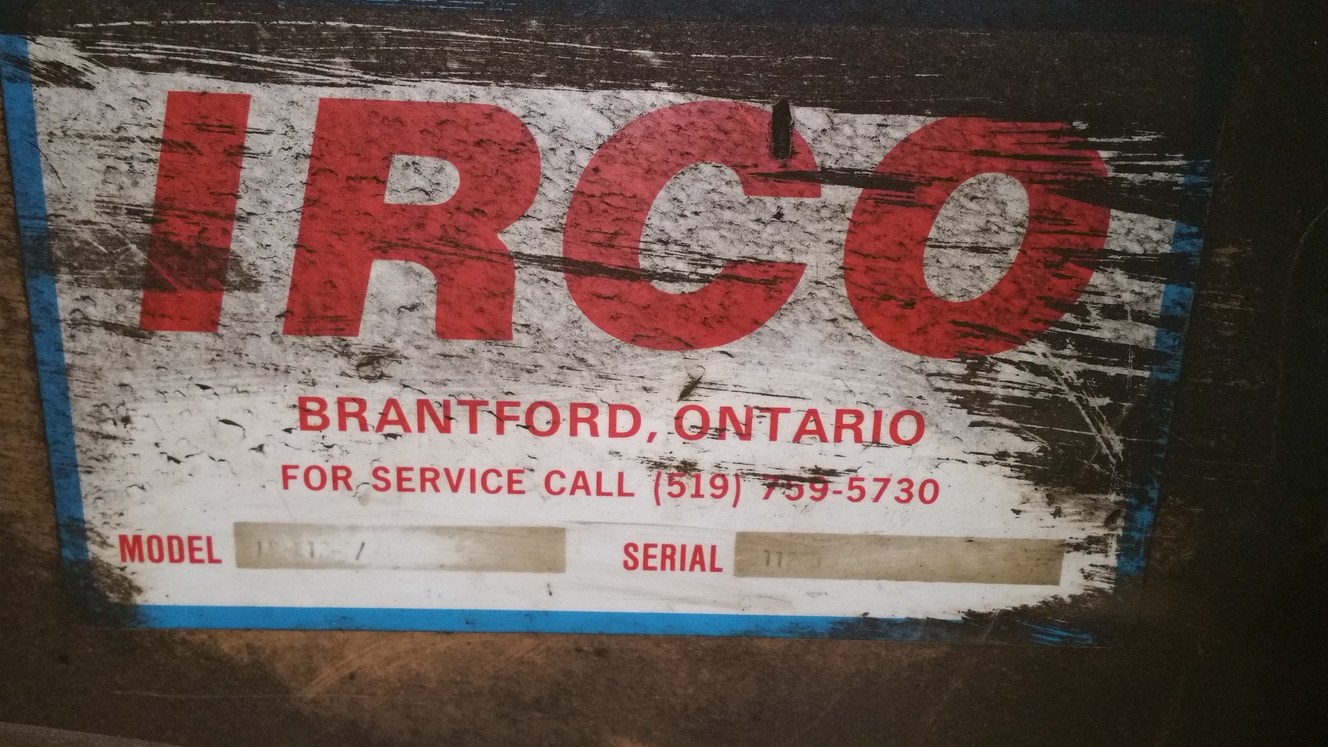 IRCO
BRANTFORD, ONTARIO
FOR SERVICE CALL (519) 759-5730
MODEL
SERIAL